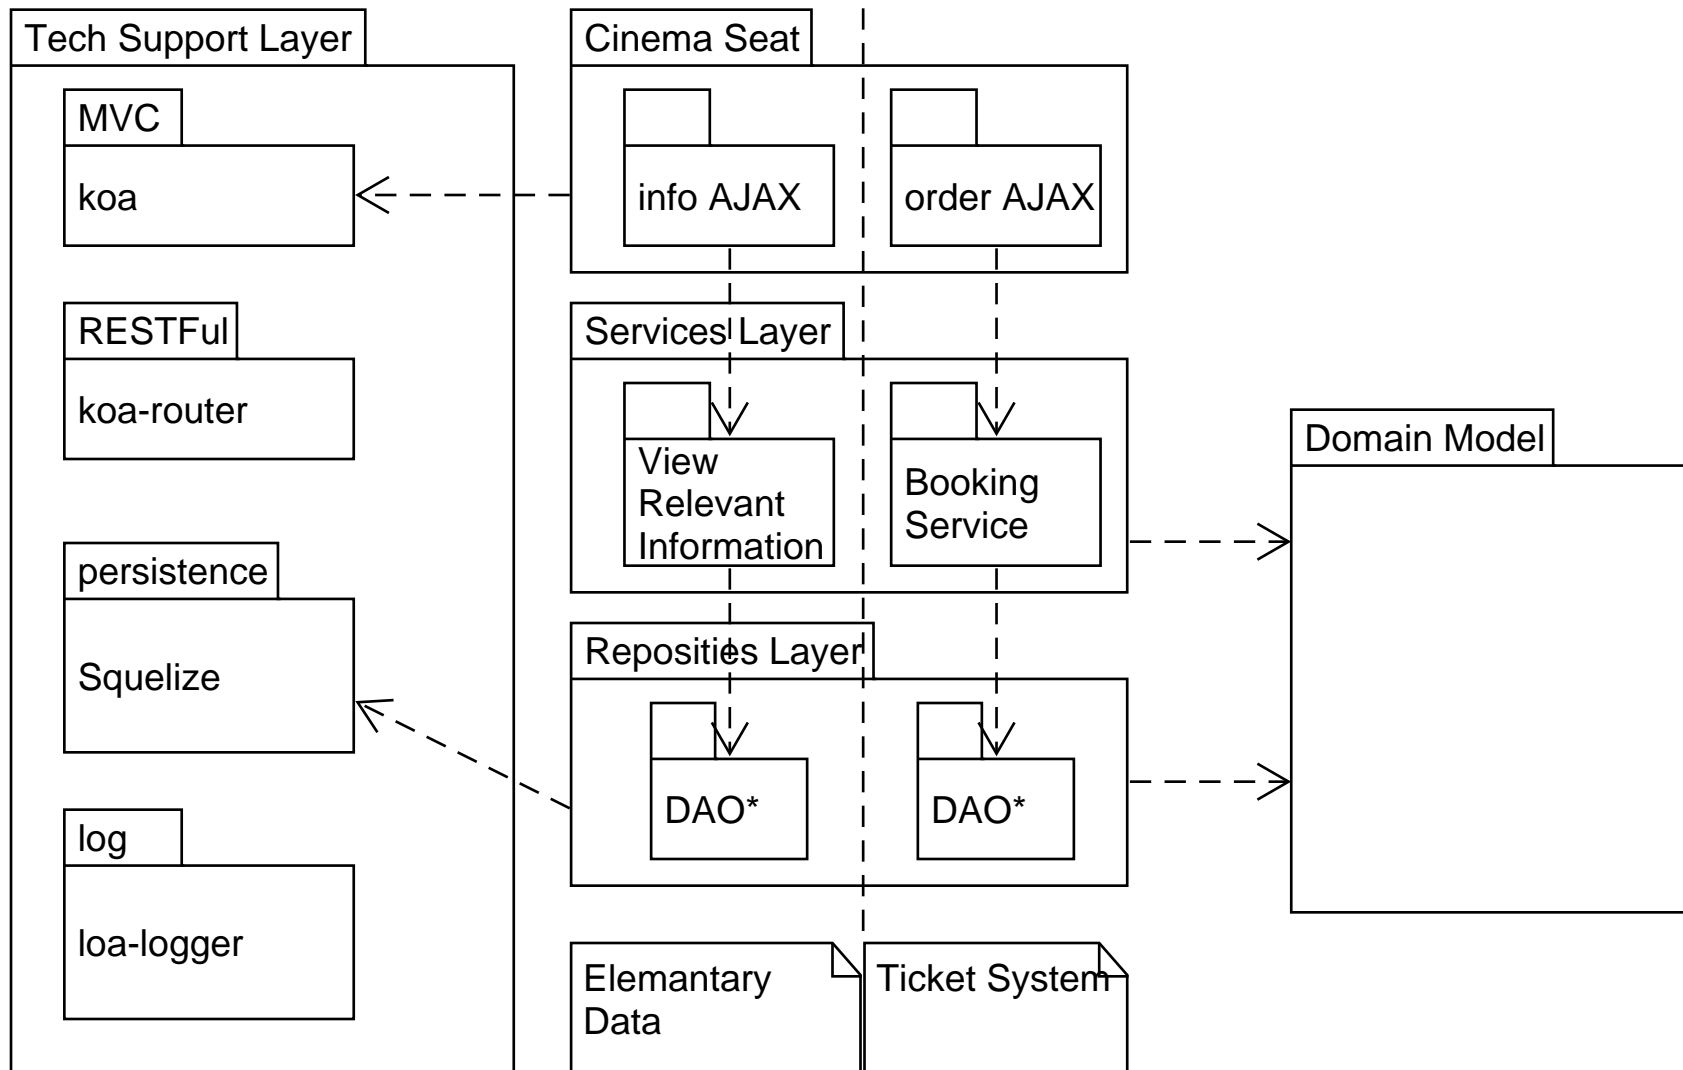 Tech Support Layer
MVC
koa
RESTFul
koa-router
persistence
Squelize
log
loa-logger
Cinema Seat
info AJAX
order AJAX
Services Layer
View
Relevant
Information
Booking
Service
Reposities Layer
DAO*
DAO*
Elemantary
Data
Ticket System
Domain Model